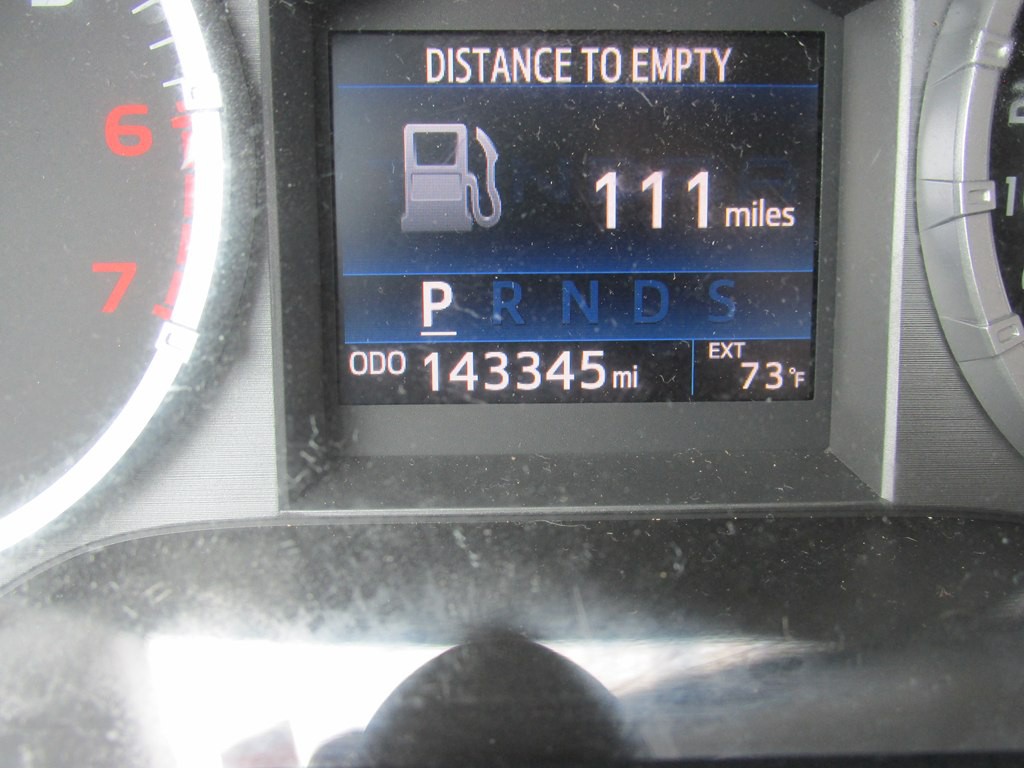 DISTANCE TO EMPTY
6
111 miles
7
P R N D S
ODO 143345 mi
EXT
73°F